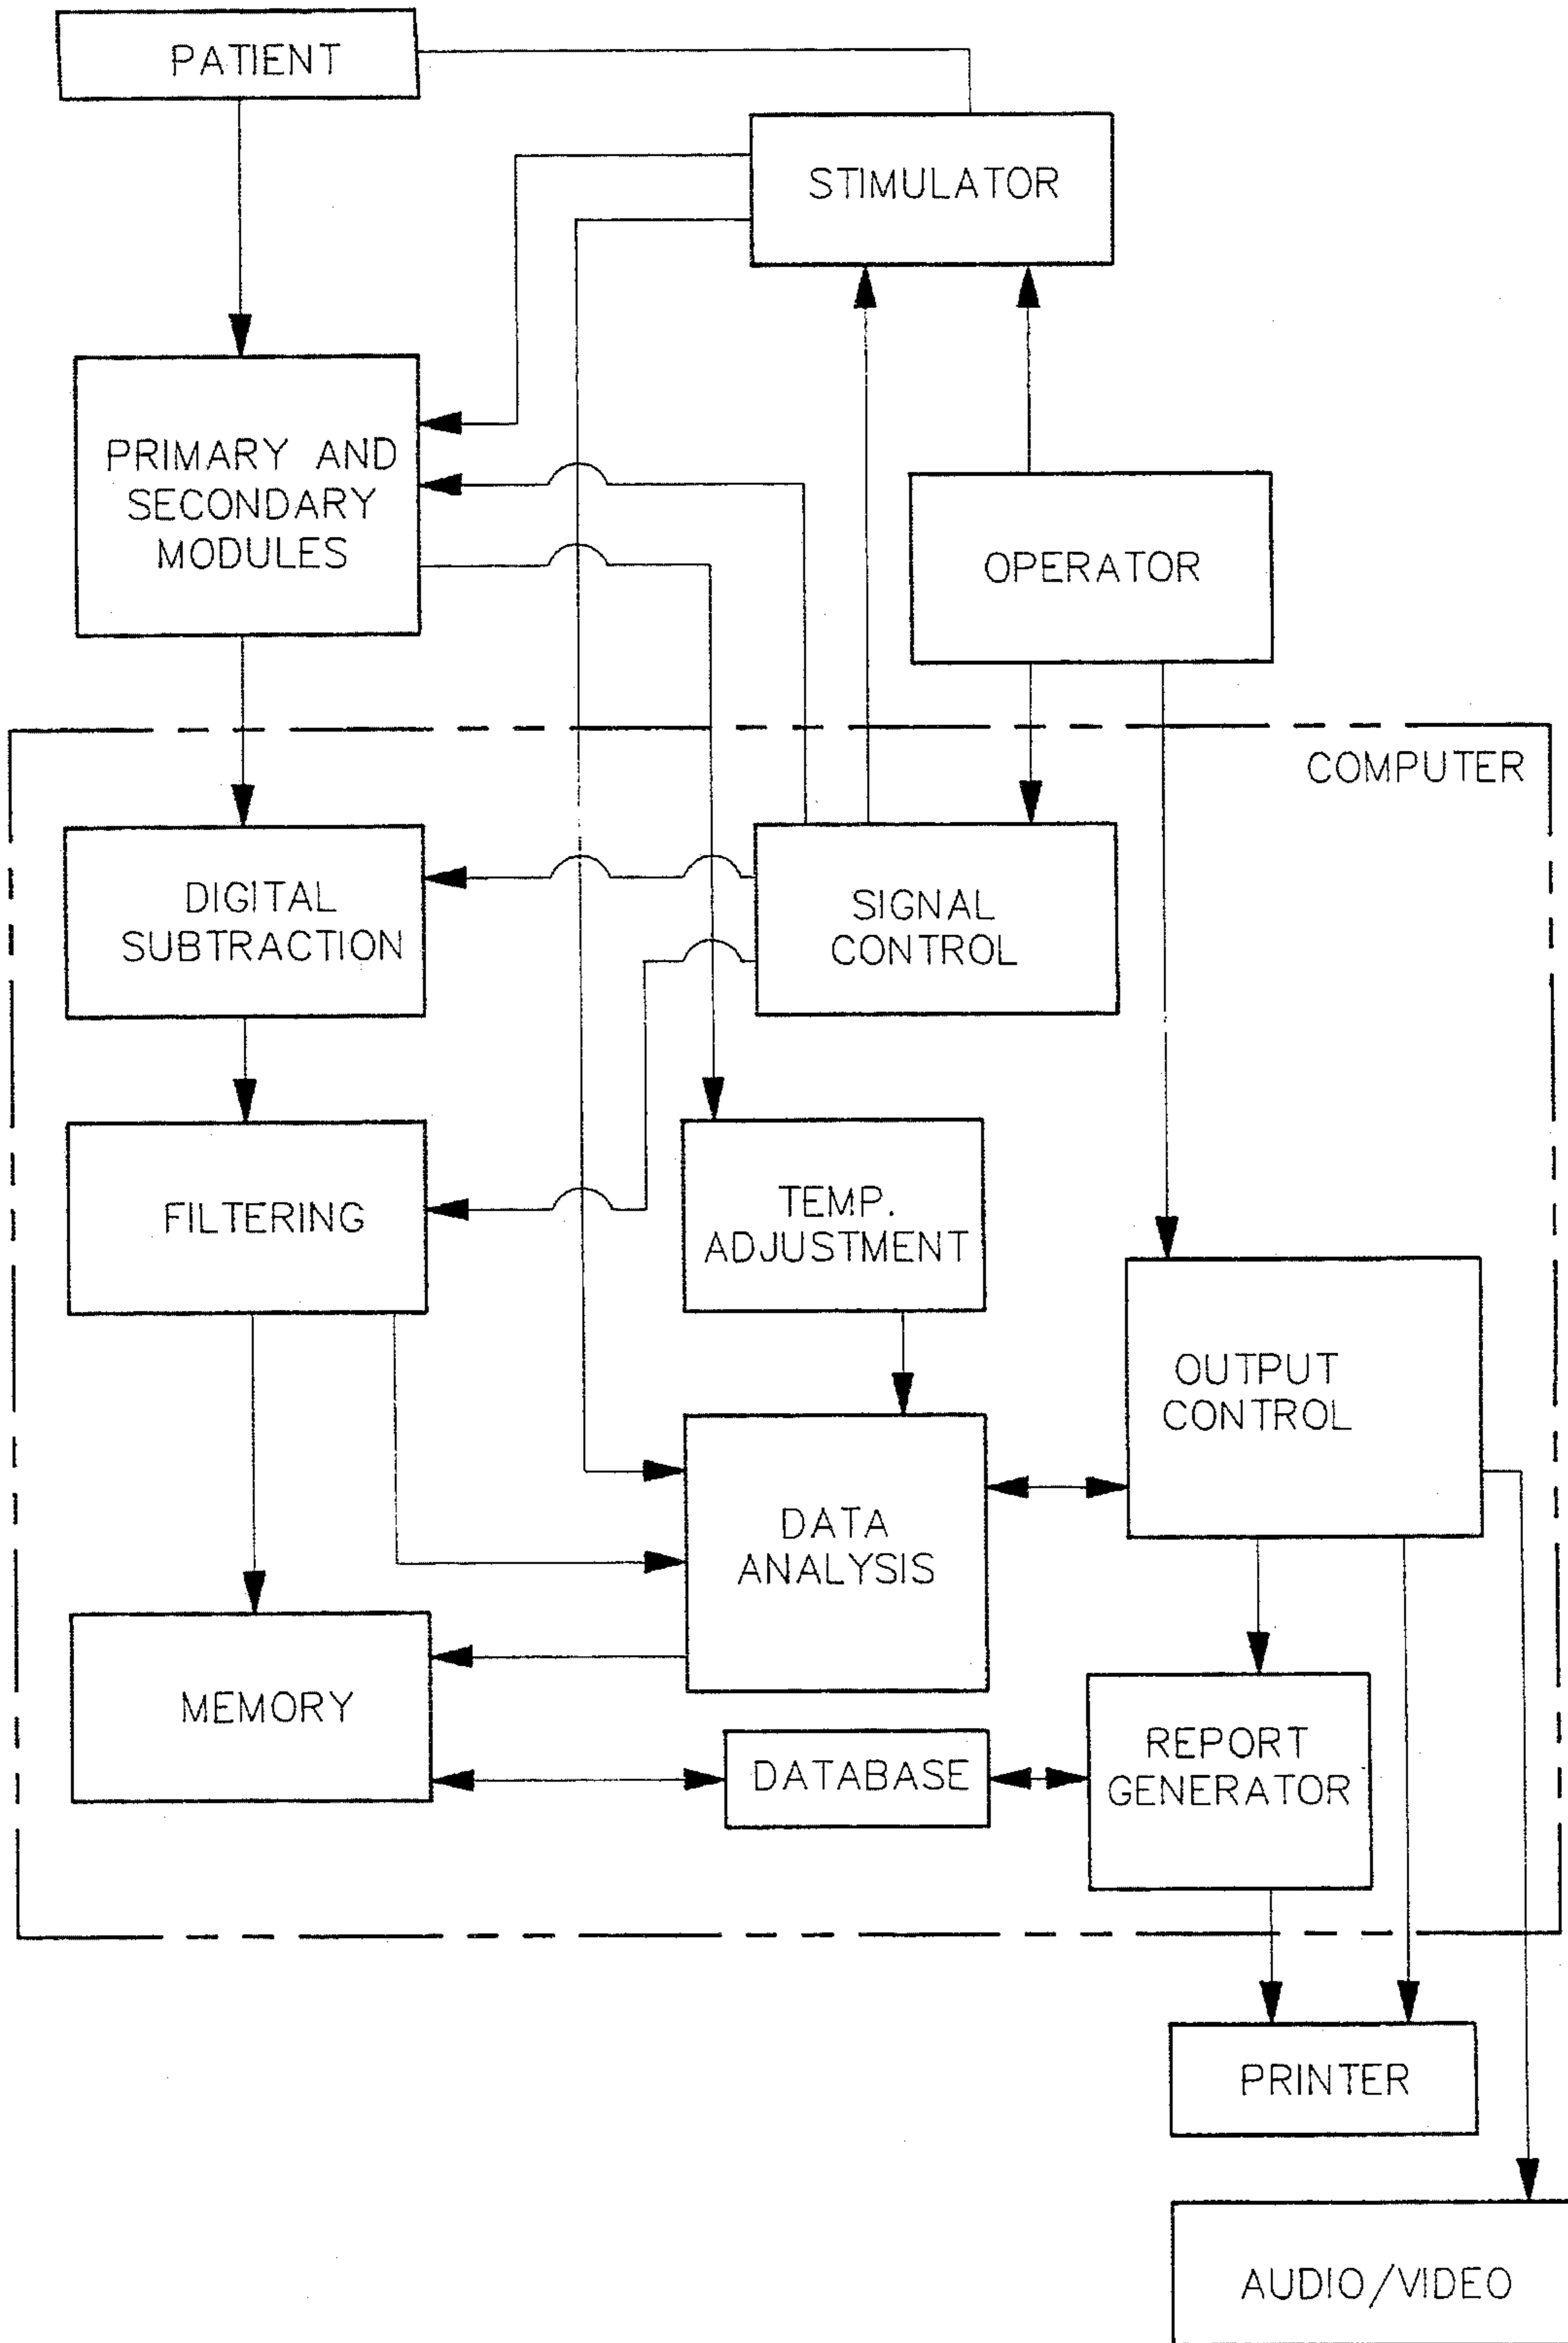 PATIENT
STIMULATOR
PRIMARY AND
SECONDARY
MODULES
OPERATOR
COMPUTER
DIGITAL
SUBTRACTION
SIGNAL
CONTROL
FILTERING
TEMP.
ADJUSTMENT
OUTPUT
CONTROL
DATA
ANALYSIS
MEMORY
DATABASE
REPORT
GENERATOR
PRINTER
AUDIO/VIDEO